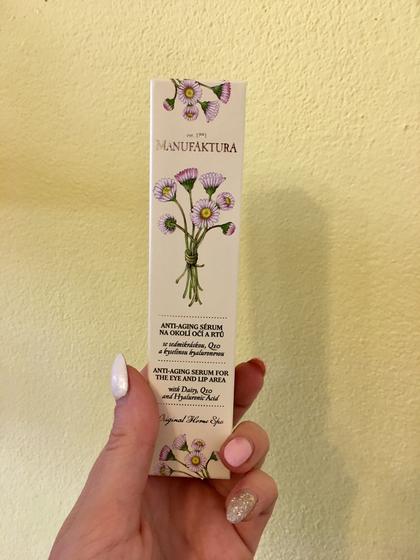 est. 1991
MANUFAKTURA
ANTI-AGING SÉRUM
NA OKOLÍ OČÍ A RTŮ
se sedmikráskou, Q10
a kyselinou hyaluronovou
ANTI-AGING SERUM FOR
THE EYE AND LIP AREA
with Daisy, Q10
and Hyaluronic Acid
Original Home Spa